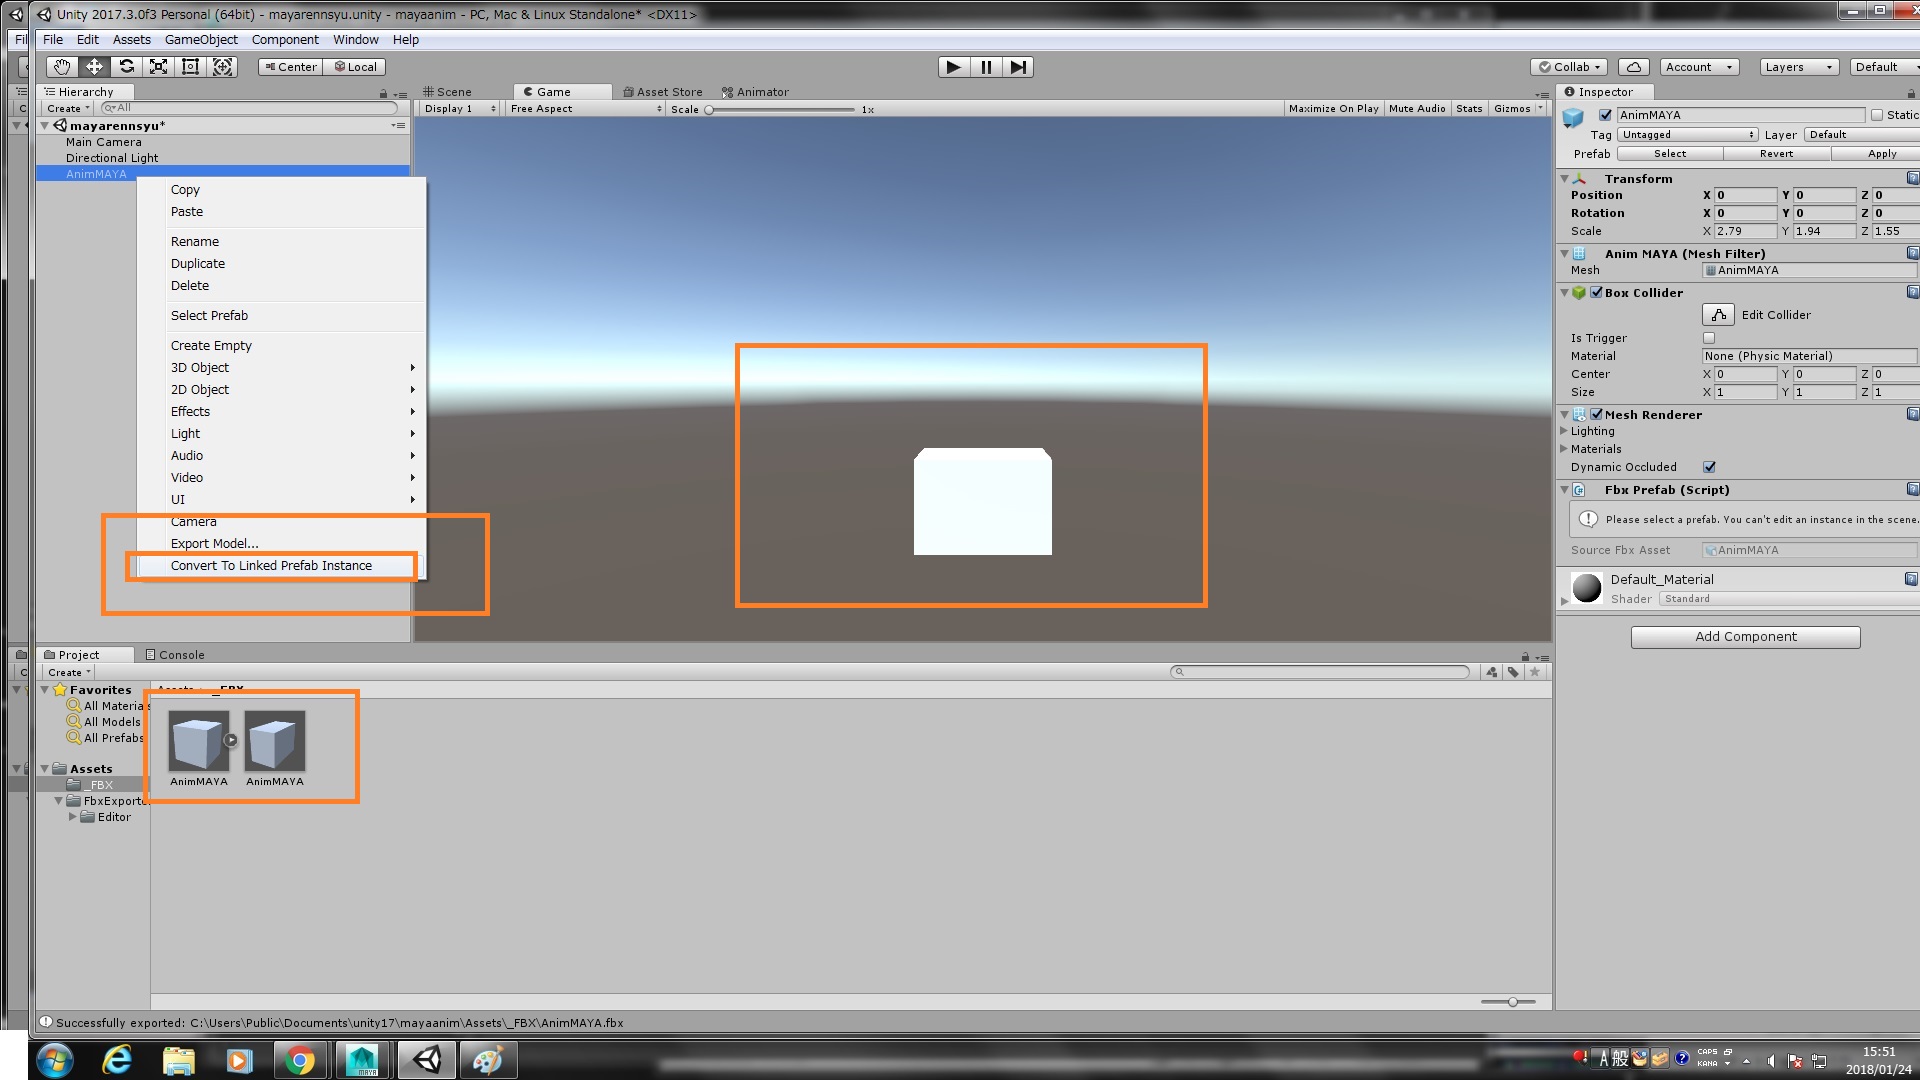 Unity 2017.3.0f3 Personal (64bit) - mayarennsyu.unity - mayaanim - PC, Mac & Linux Standalone* <DX11>
Fil
File Edit Assets GameObject Component Window Help
Center Local
Collab Account Layers Default
Hierarchy
Scene Game Asset Store Animator
Inspector
Create All
Display 1 Free Aspect Scale 1x Maximize On Play Mute Audio Stats Gizmos
mayarennsyu*
Main Camera
Directional Light
AnimMAYA
Copy
Paste
Rename
Duplicate
Delete
Select Prefab
Create Empty
3D Object
2D Object
Effects
Light
Audio
Video
UI
Camera
Export Model...
Convert To Linked Prefab Instance
AnimMAYA Static
Tag Untagged Layer Default
Prefab Select Revert Apply
Transform
Position X 0 Y 0 Z 0
Rotation X 0 Y 0 Z 0
Scale X 2.79 Y 1.94 Z 1.55
Anim MAYA (Mesh Filter)
Mesh AnimMAYA
Box Collider
Edit Collider
Is Trigger
Material None (Physic Material)
Center X 0 Y 0 Z 0
Size X 1 Y 1 Z 1
Mesh Renderer
Lighting
Materials
Dynamic Occluded
Fbx Prefab (Script)
Please select a prefab. You can't edit an instance in the scene.
Source Fbx Asset AnimMAYA
Default_Material
Shader Standard
Add Component
Project Console
Create
Favorites
All Materials
All Models
All Prefabs
Assets
_FBX
FbxExporte
Editor
Assets _FBX
AnimMAYA AnimMAYA
Successfully exported: C:\Users\Public\Documents\unity17\mayaanim\Assets\_FBX\AnimMAYA.fbx
MAYA
A 般
CAPS
KANA
15:51
2018/01/24